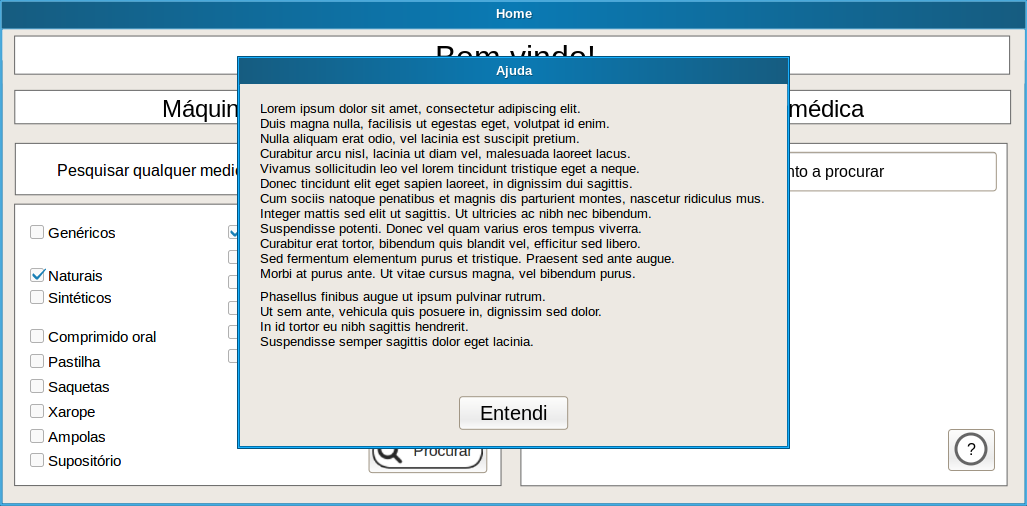 Home
Bem vindo!
Ajuda
Máquin
médica
Pesquisar qualquer medi
nto a procurar
Lorem ipsum dolor sit amet, consectetur adipiscing elit.
Duis magna nulla, facilisis ut egestas eget, volutpat id enim.
Nulla aliquam erat odio, vel lacinia est suscipit pretium.
Curabitur arcu nisl, lacinia ut diam vel, malesuada laoreet lacus.
Vivamus sollicitudin leo vel lorem tincidunt tristique eget a neque.
Donec tincidunt elit eget sapien laoreet, in dignissim dui sagittis.
Cum sociis natoque penatibus et magnis dis parturient montes, nascetur ridiculus mus.
Integer mattis sed elit ut sagittis. Ut ultricies ac nibh nec bibendum.
Suspendisse potenti. Donec vel quam varius eros tempus viverra.
Curabitur erat tortor, bibendum quis blandit vel, efficitur sed libero.
Sed fermentum elementum purus et tristique. Praesent sed ante augue.
Morbi at purus ante. Ut vitae cursus magna, vel bibendum purus.
Phasellus finibus augue ut ipsum pulvinar rutrum.
Ut sem ante, vehicula quis posuere in, dignissim sed dolor.
In id tortor eu nibh sagittis hendrerit.
Suspendisse semper sagittis dolor eget lacinia.
Entendi
Genéricos
Naturais
Sintéticos
Comprimido oral
Pastilha
Saquetas
Xarope
Ampolas
Supositório
Procurar
?